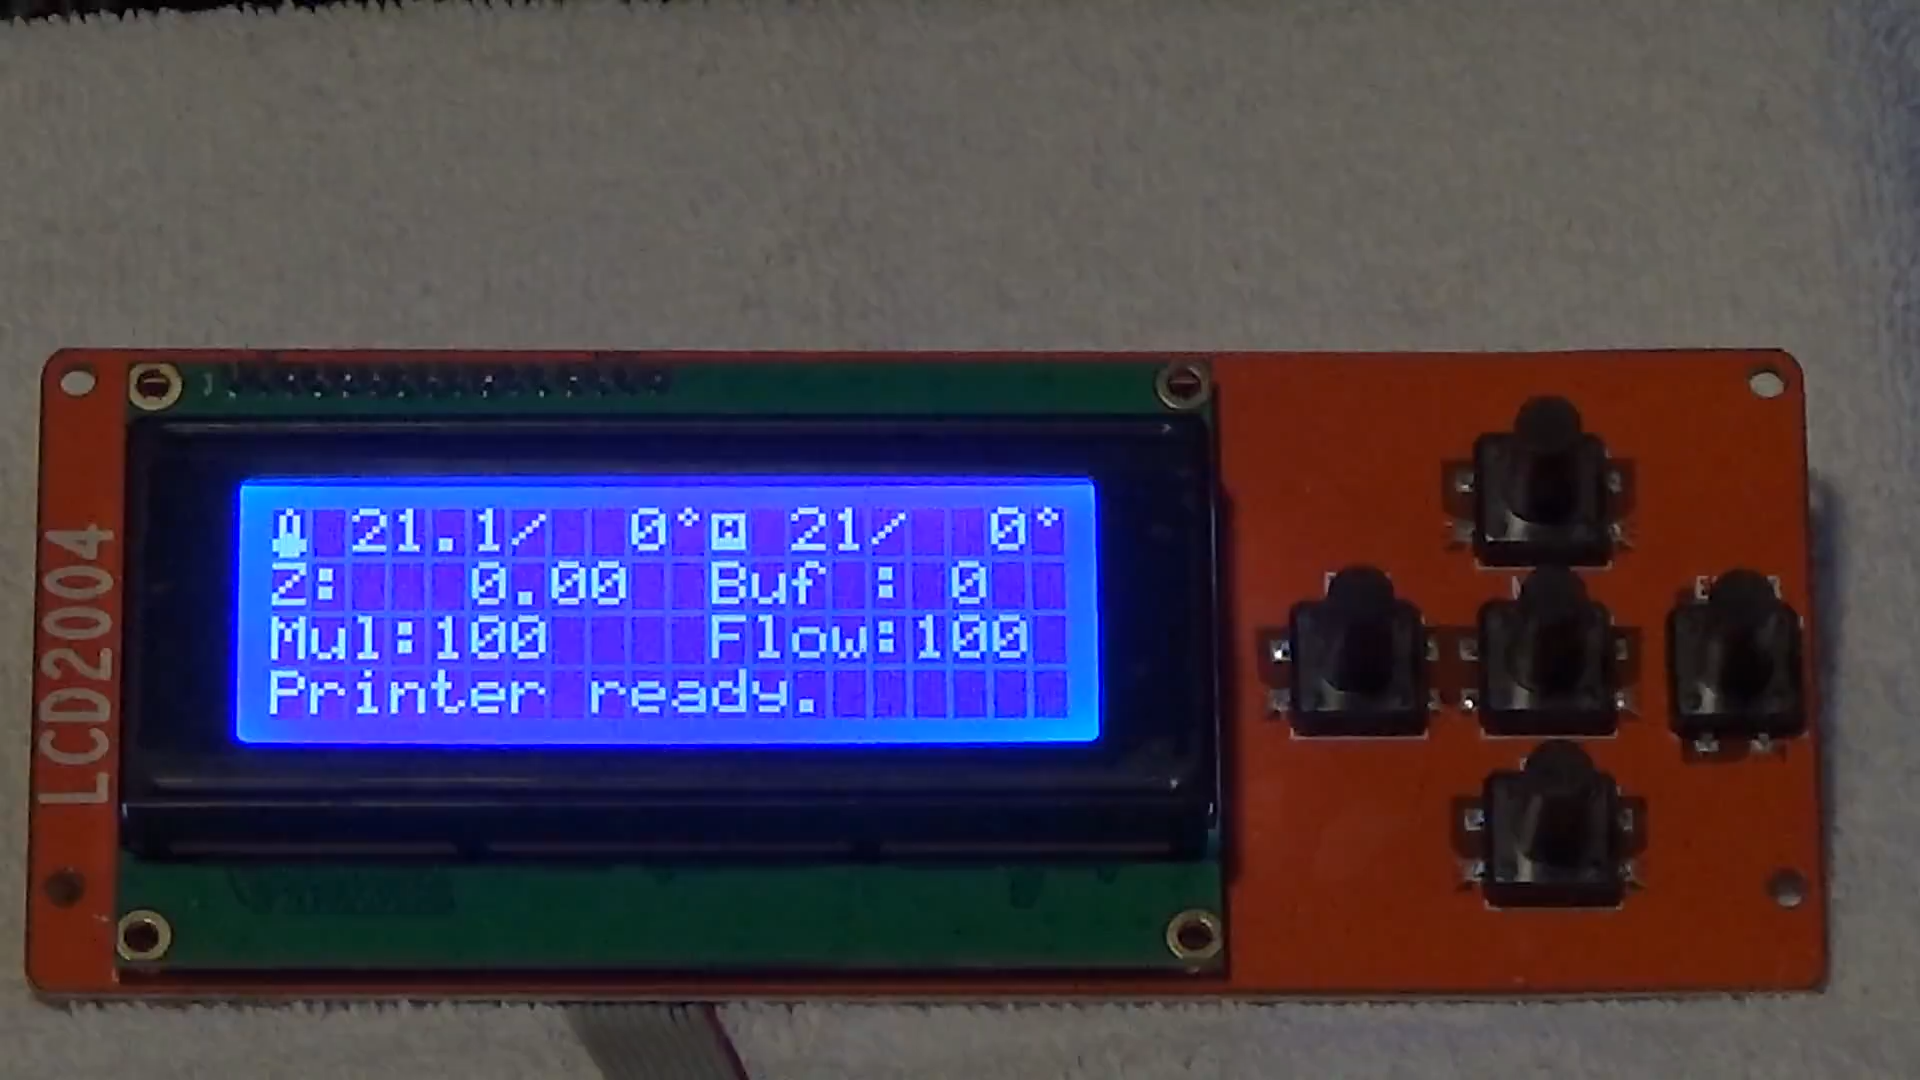 21.1/ 0° 21/ 0°
Z: 0.00 Buf : 0
Mul:100 Flow:100
Printer ready.
LCD2004